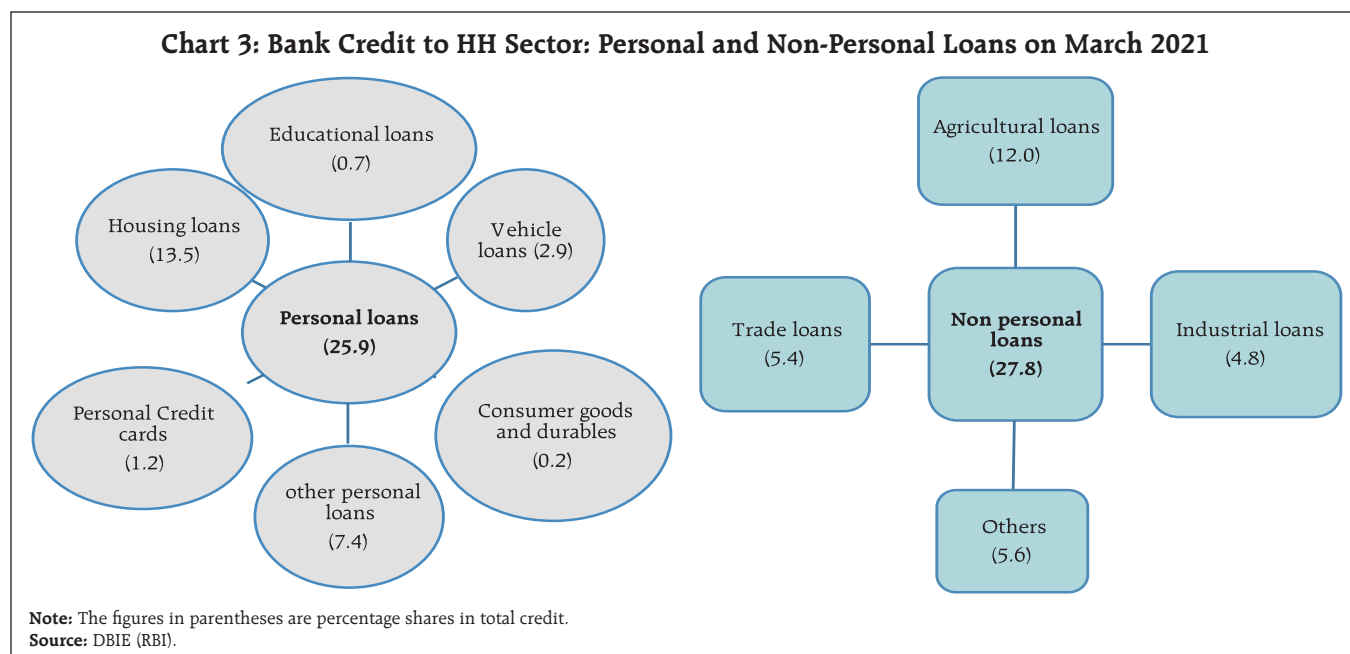 Chart 3: Bank Credit to HH Sector: Personal and Non-Personal Loans on March 2021
Educational loans
(0.7)
Housing loans
(13.5)
Vehicle
loans (2.9)
Personal loans
(25.9)
Personal Credit
cards
(1.2)
Consumer goods
and durables
(0.2)
other personal
loans
(7.4)
Agricultural loans
(12.0)
Trade loans
(5.4)
Non personal
loans
(27.8)
Industrial loans
(4.8)
Others
(5.6)
Note: The figures in parentheses are percentage shares in total credit.
Source: DBIE (RBI).